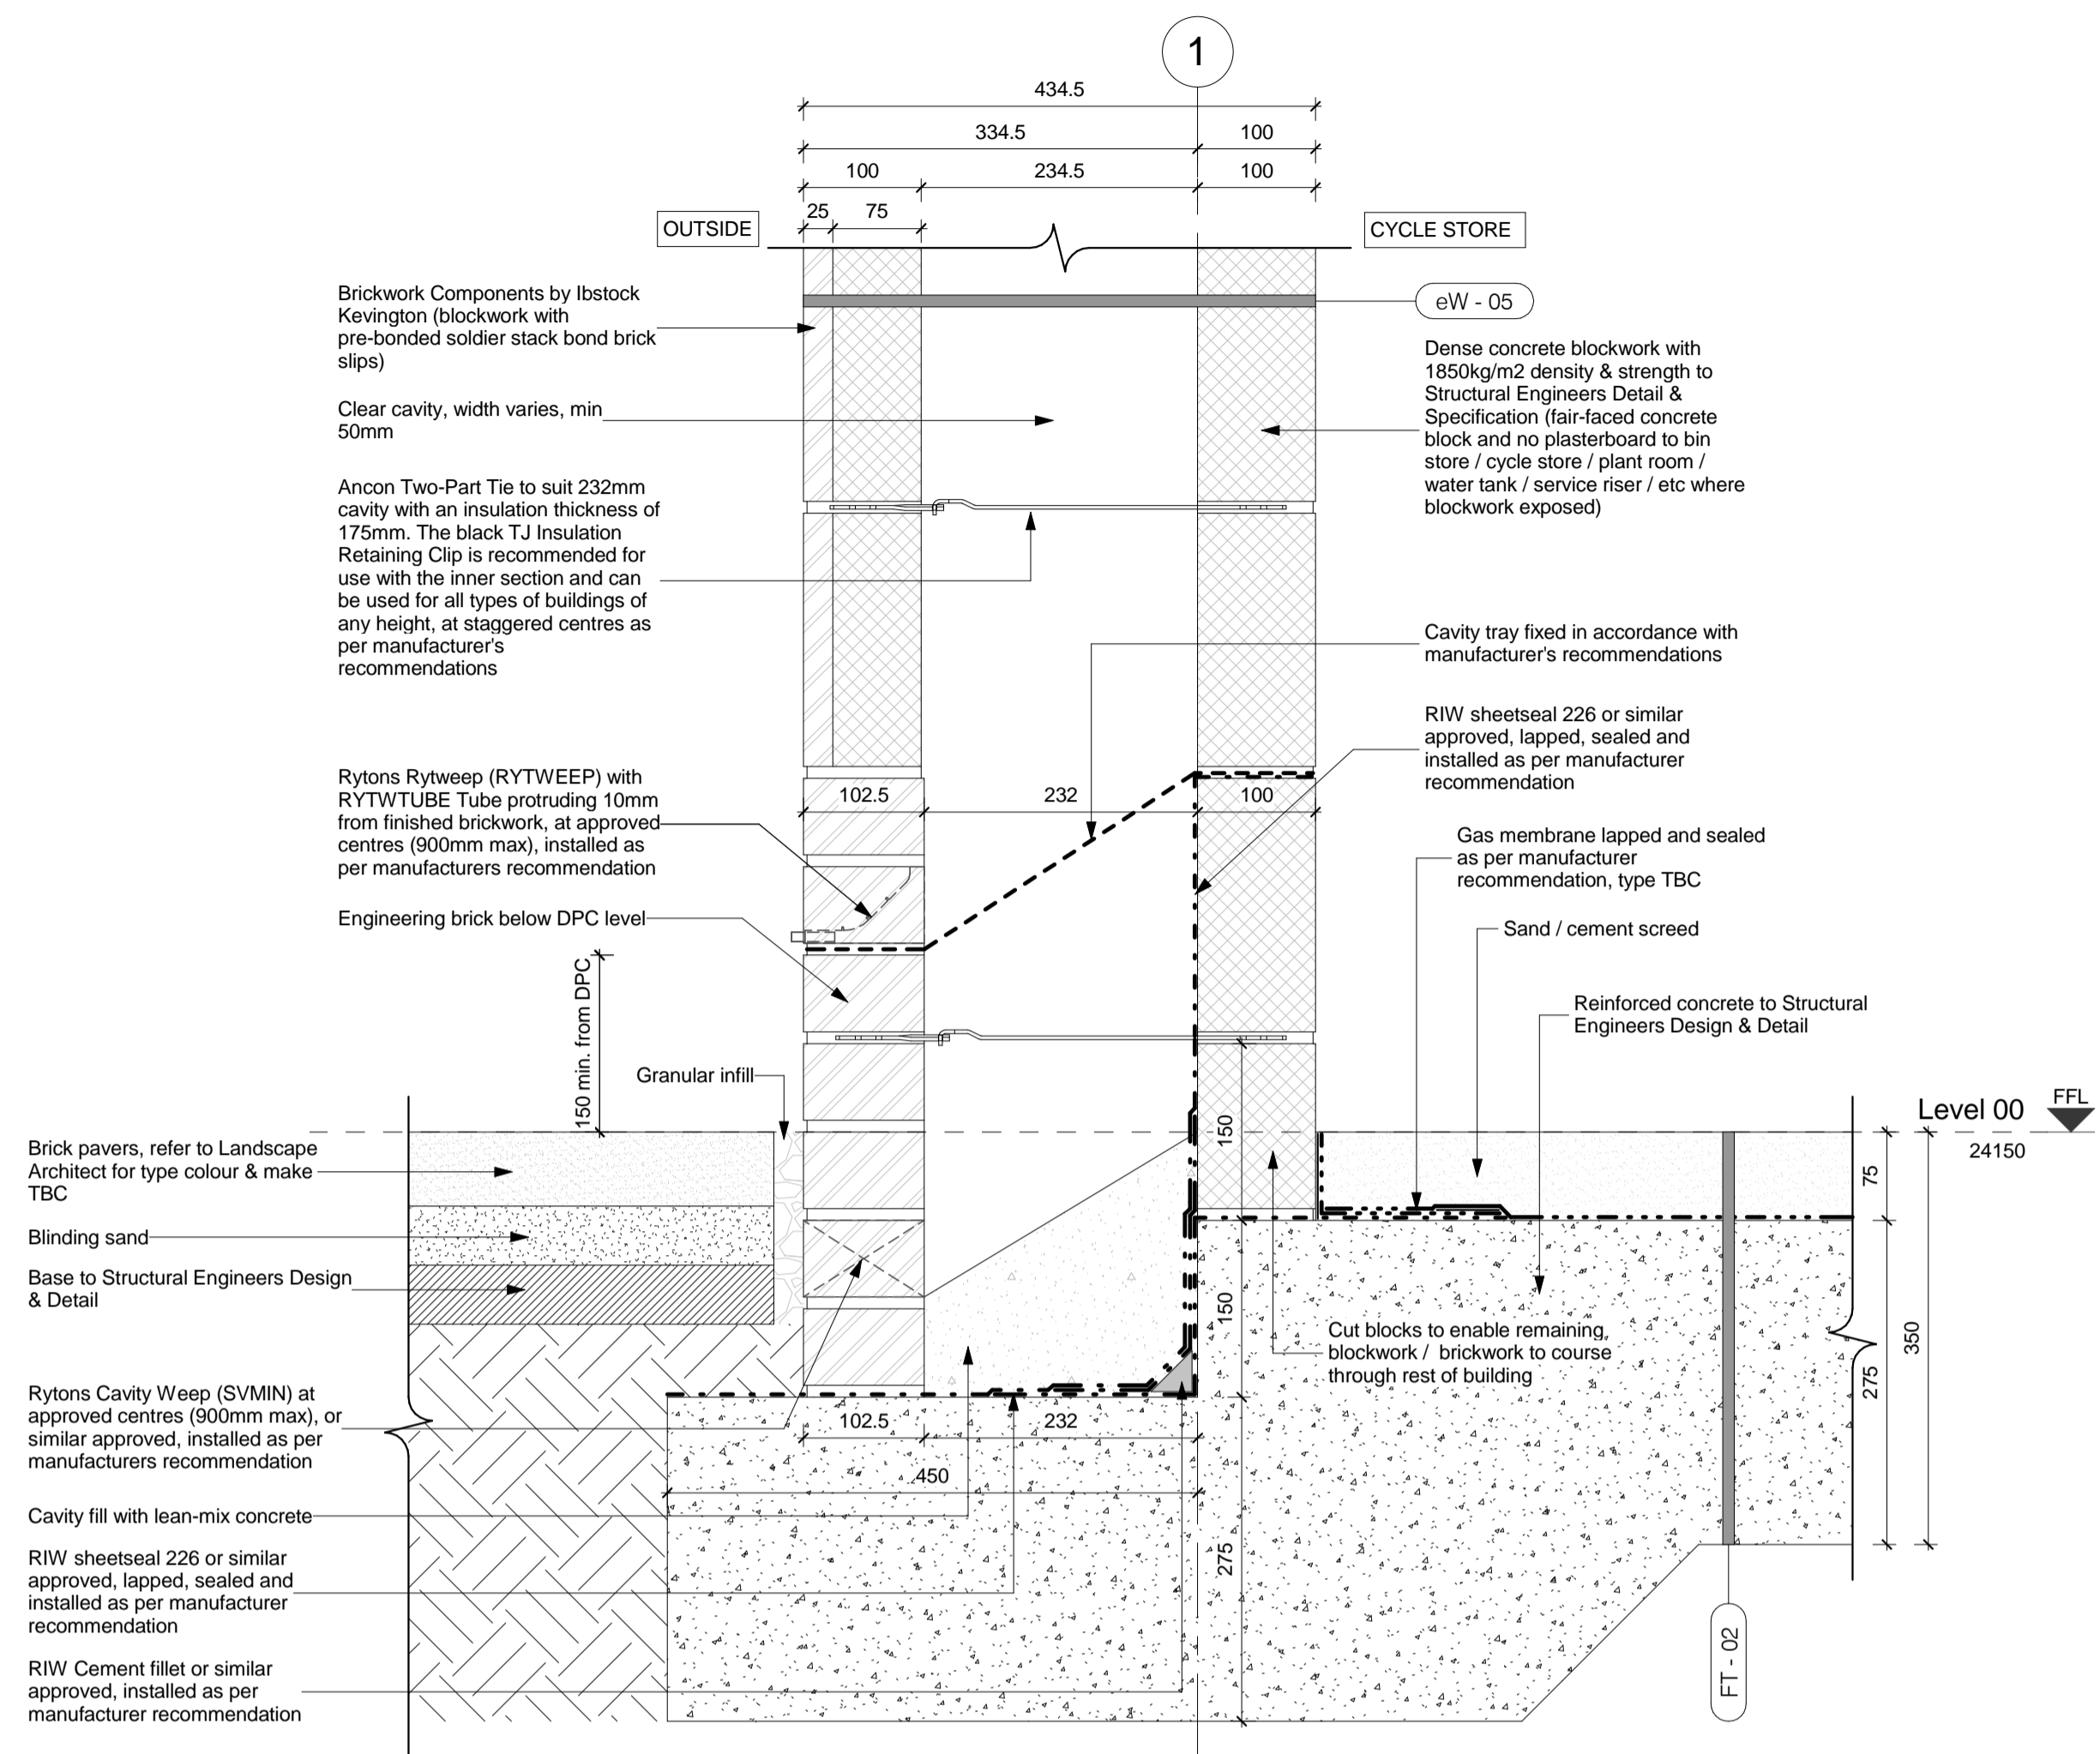 1
434.5
334.5
100
100
234.5
100
25
75
OUTSIDE
CYCLE STORE
Brickwork Components by Ibstock
Kevington (blockwork with
pre-bonded soldier stack bond brick
slips)
Clear cavity, width varies, min
50mm
Ancon Two-Part Tie to suit 232mm
cavity with an insulation thickness of
175mm. The black TJ Insulation
Retaining Clip is recommended for
use with the inner section and can
be used for all types of buildings of
any height, at staggered centres as
per manufacturer's
recommendations
Rytons Rytweep (RYTWEEP) with
RYTWTUBE Tube protruding 10mm
from finished brickwork, at approved
centres (900mm max), installed as
per manufacturers recommendation
Engineering brick below DPC level
150 min. from DPC
Granular infill
Brick pavers, refer to Landscape
Architect for type colour & make
TBC
Blinding sand
Base to Structural Engineers Design
& Detail
Rytons Cavity Weep (SVMIN) at
approved centres (900mm max), or
similar approved, installed as per
manufacturers recommendation
Cavity fill with lean-mix concrete
RIW sheetseal 226 or similar
approved, lapped, sealed and
installed as per manufacturer
recommendation
RIW Cement fillet or similar
approved, installed as per
manufacturer recommendation
102.5
232
100
150
150
102.5
232
450
275
eW - 05
Dense concrete blockwork with
1850kg/m2 density & strength to
Structural Engineers Detail &
Specification (fair-faced concrete
block and no plasterboard to bin
store / cycle store / plant room /
water tank / service riser / etc where
blockwork exposed)
Cavity tray fixed in accordance with
manufacturer's recommendations
RIW sheetseal 226 or similar
approved, lapped, sealed and
installed as per manufacturer
recommendation
Gas membrane lapped and sealed
as per manufacturer
recommendation, type TBC
Sand / cement screed
Reinforced concrete to Structural
Engineers Design & Detail
Level 00
FFL
24150
75
350
275
Cut blocks to enable remaining
blockwork / brickwork to course
through rest of building
FT - 02